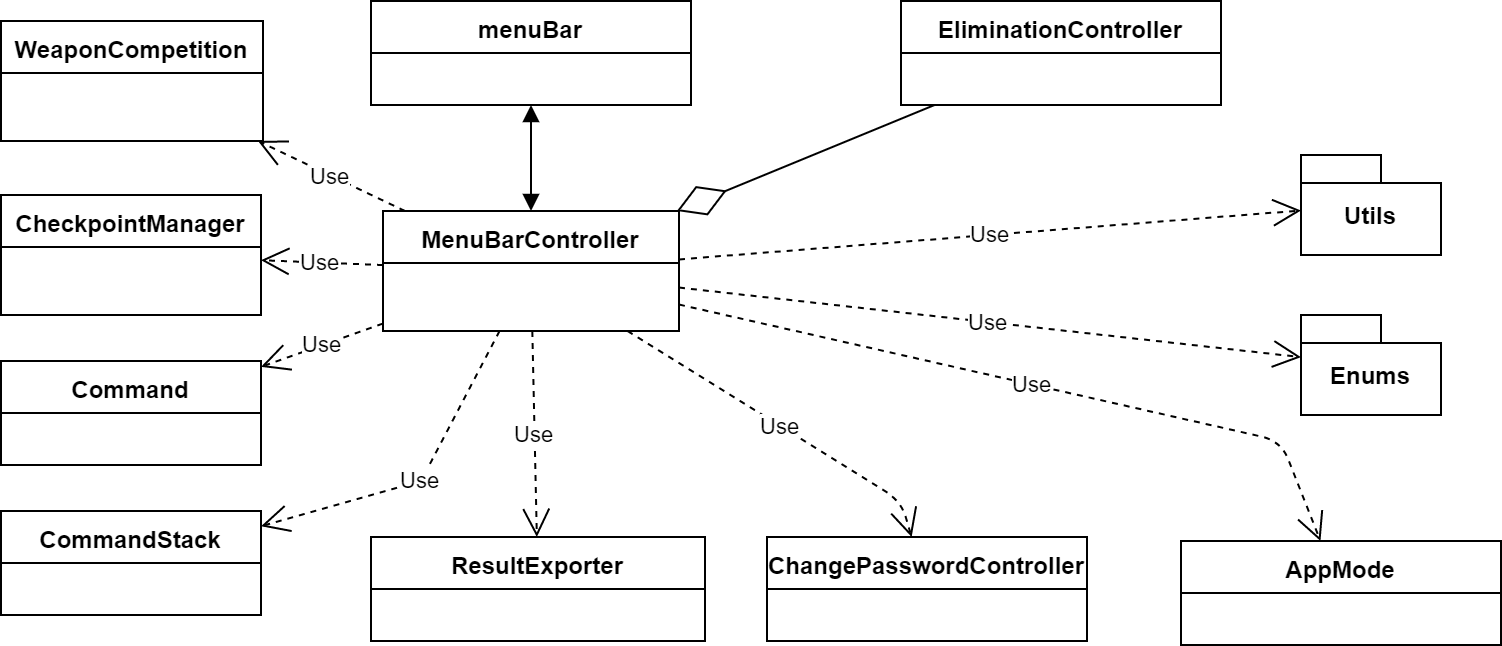 menuBar
EliminationController
WeaponCompetition
Use
CheckpointManager
Utils
MenuBarController
Use
Use
Use
Enums
Use
Use
Command
Use
Use
Use
Use
CommandStack
ResultExporter
ChangePasswordController
AppMode